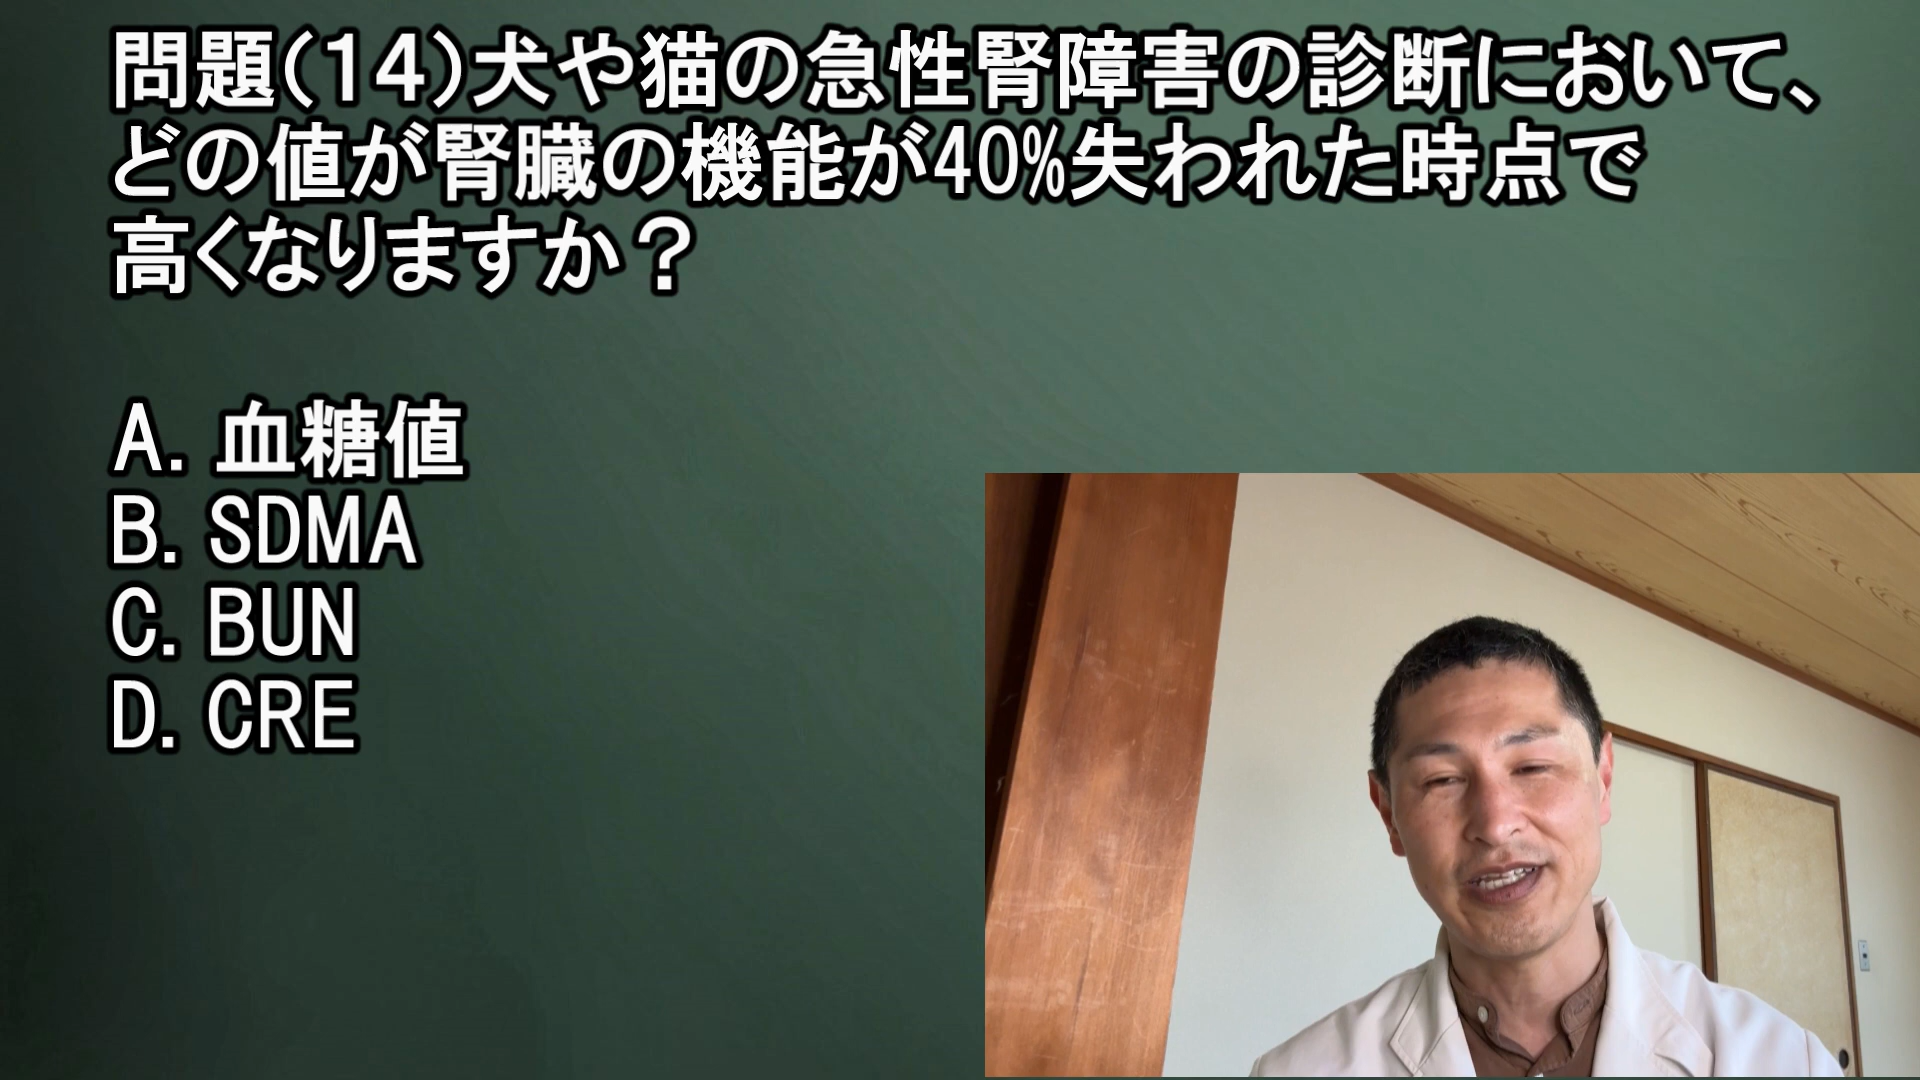 問題（１４）犬や猫の急性腎障害の診断において、
どの値が腎臓の機能が40%失われた時点で
高くなりますか？
A. 血糖値
B. SDMA
C. BUN
D. CRE